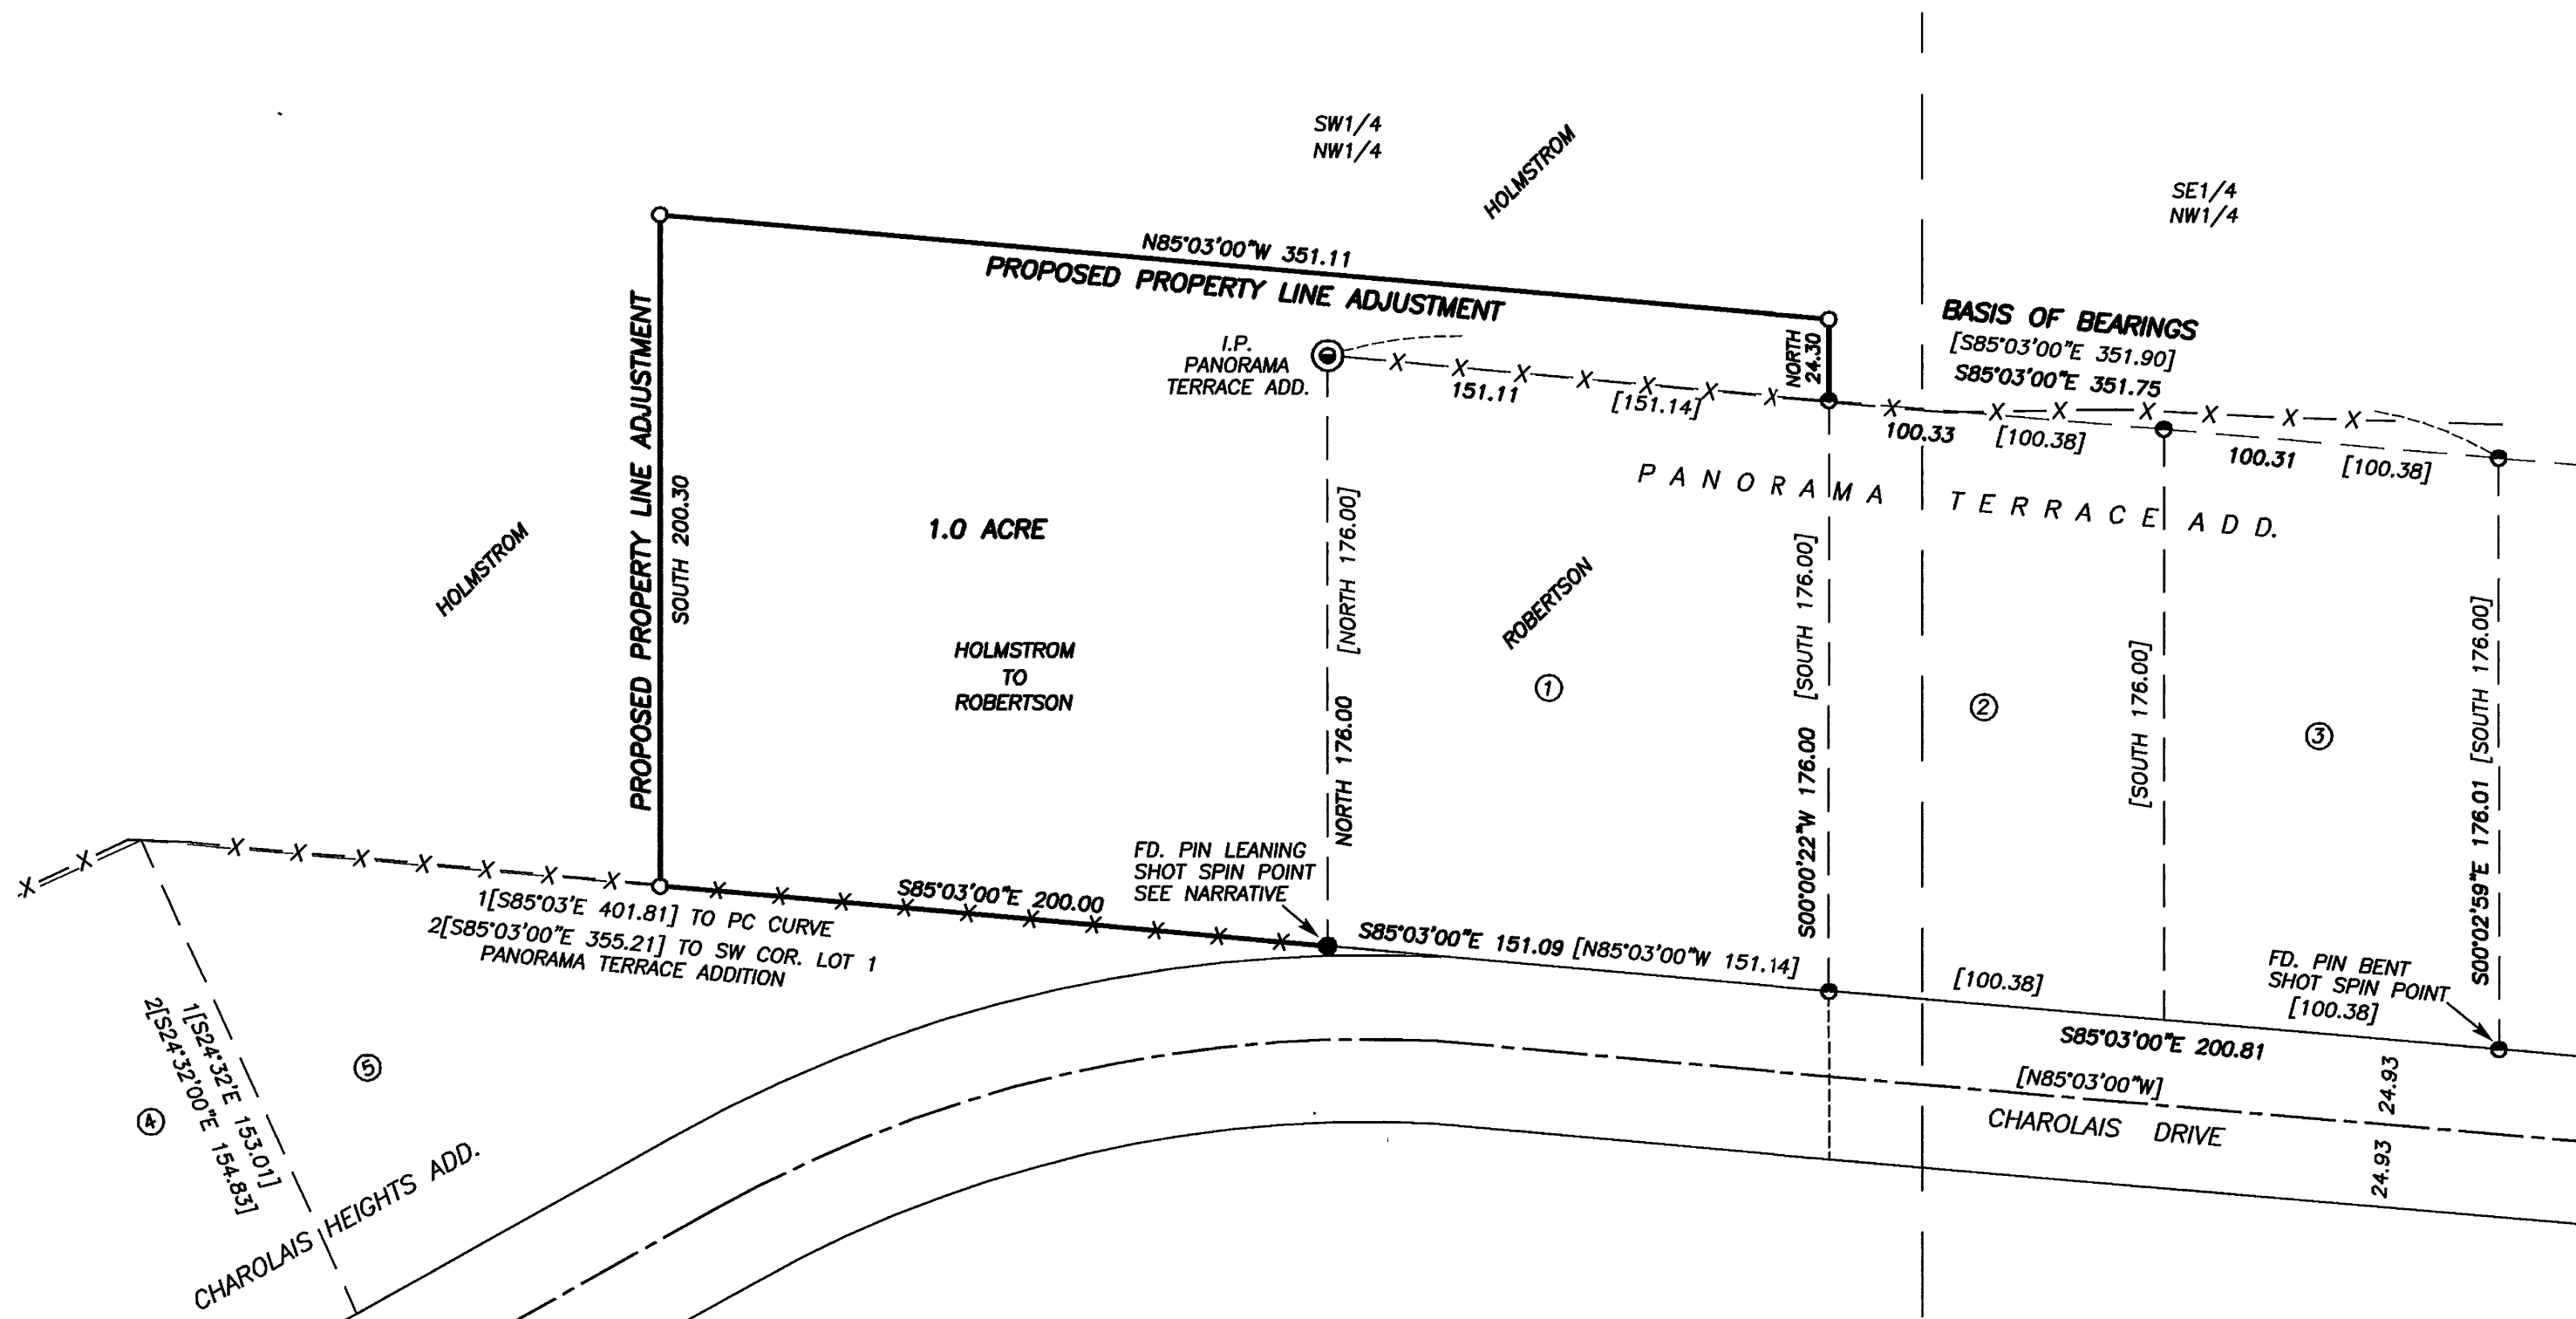 SW1/4
NW1/4
HOLMSTROM
SE1/4
NW1/4
N85°03'00"W 351.11
PROPOSED PROPERTY LINE ADJUSTMENT
BASIS OF BEARINGS
[S85°03'00"E 351.90]
S85°03'00"E 351.75
I.P.
PANORAMA
TERRACE ADD.
NORTH
24.30
151.11
[151.14]
100.33
[100.38]
100.31
[100.38]
PANORAMA TERRACE ADD.
PROPOSED PROPERTY LINE ADJUSTMENT
SOUTH 200.30
1.0 ACRE
HOLMSTROM
HOLMSTROM
TO
ROBERTSON
NORTH 176.00 [NORTH 176.00]
ROBERTSON
1
S00°00'22"W 176.00 [SOUTH 176.00]
2
[SOUTH 176.00]
3
S00°02'59"E 176.01 [SOUTH 176.00]
FD. PIN LEANING
SHOT SPIN POINT
SEE NARRATIVE
S85°03'00"E 200.00
1[S85°03'E 401.81] TO PC CURVE
2[S85°03'00"E 355.21] TO SW COR. LOT 1
PANORAMA TERRACE ADDITION
S85°03'00"E 151.09 [N85°03'00"W 151.14]
[100.38]
FD. PIN BENT
SHOT SPIN POINT
[100.38]
S85°03'00"E 200.81
[N85°03'00"W]
CHAROLAIS DRIVE
24.93
24.93
1[S24°32'E 153.01]
2[S24°32'00"E 154.83]
5
4
CHAROLAIS HEIGHTS ADD.